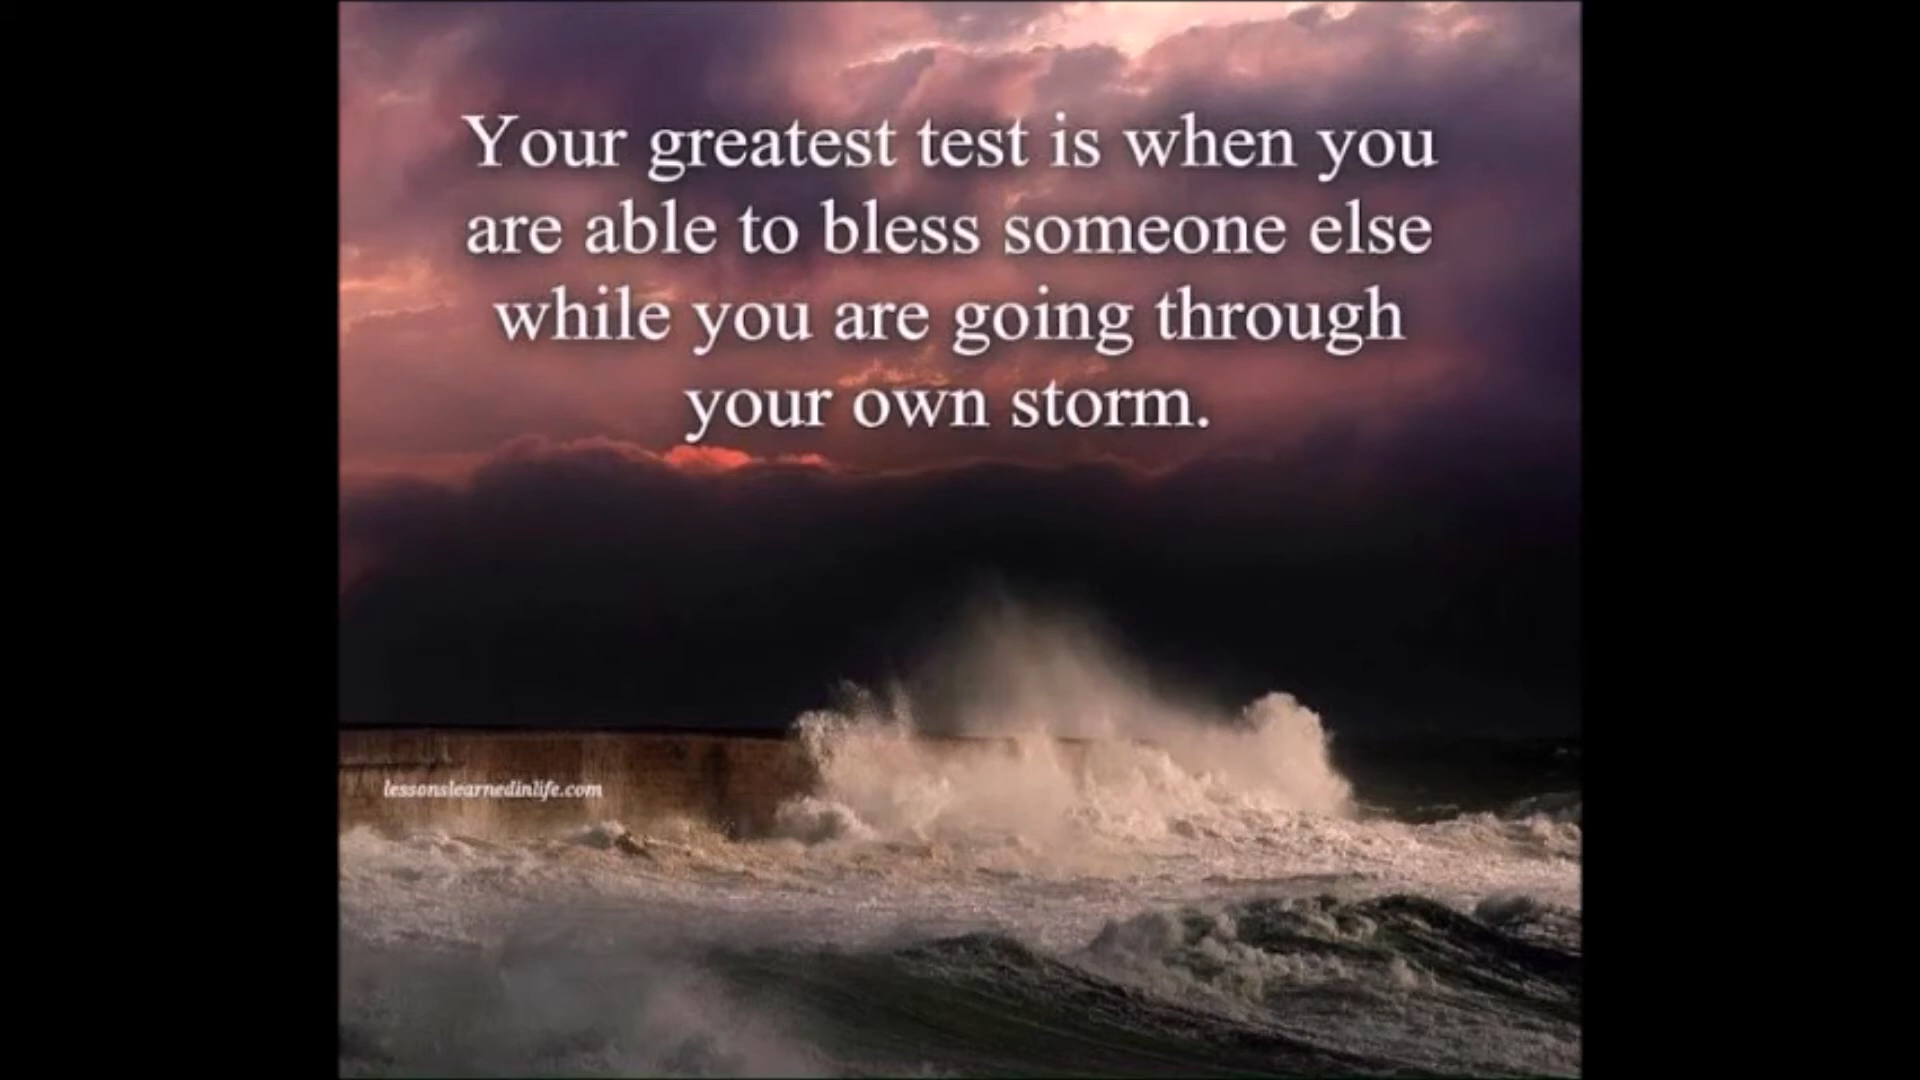 Your greatest test is when you
are able to bless someone else
while you are going through
your own storm.
lessonslearnedinlife.com